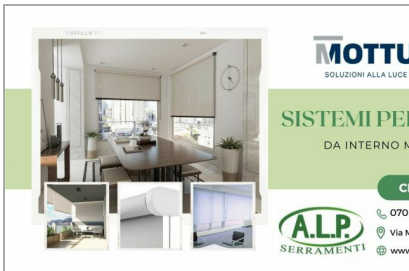 MOTTU
SOLUZIONI ALLA LUCE
SISTEMI PE
DA INTERNO M
C
070
Via M
www
A.L.P.
SERRAMENTI